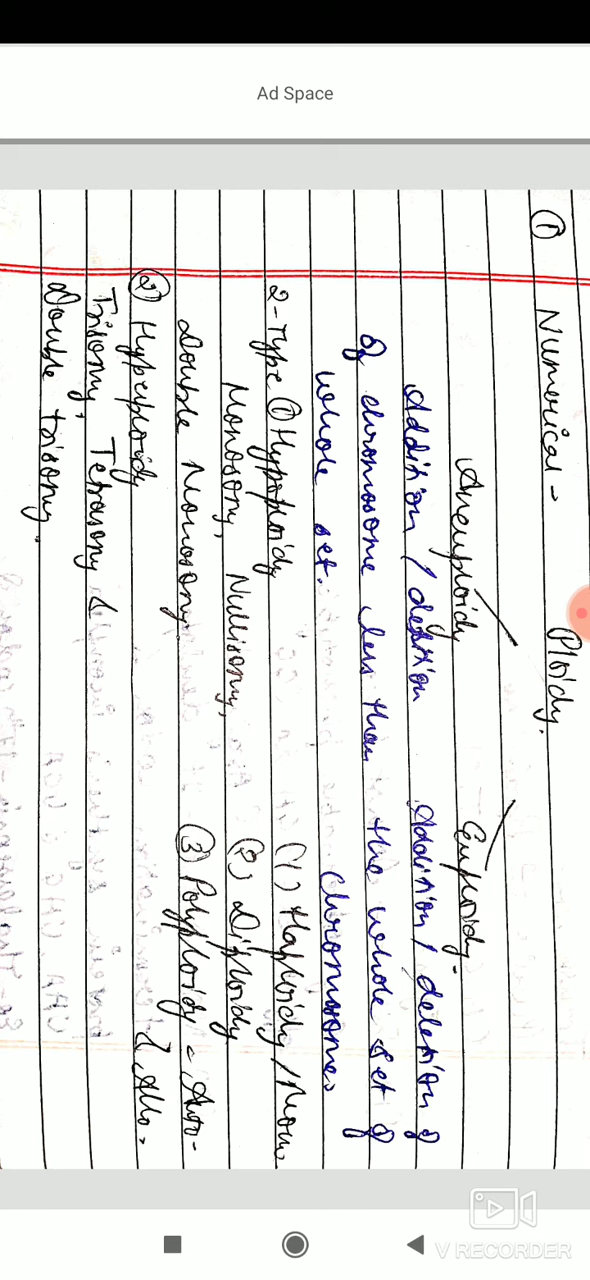 Ad Space
① Numerical -
Ploidy.
Aneuploidy
Euploidy -
Addition / deletion
Addition / deletion of
of chromosome less than
the whole set of
whole set.
Chromosomes
2-Type ① Hypoploidy
(1) Haploidy / Mono
Monosomy, Nullisomy,
(2) Diploidy
Double Monosomy
③ Polyploidy = Auto-
② Hyperploidy
& Allo-
Trisomy, Tetrasomy &
Double trisomy.
V RECORDER